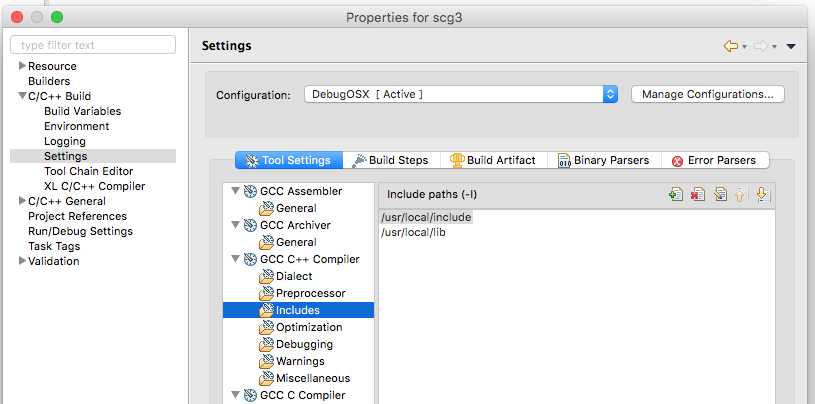 Properties for scg3
type filter text
Resource
Builders
C/C++ Build
Build Variables
Environment
Logging
Settings
Tool Chain Editor
XL C/C++ Compiler
C/C++ General
Project References
Run/Debug Settings
Task Tags
Validation
Settings
Configuration: DebugOSX [ Active ] Manage Configurations...
Tool Settings Build Steps Build Artifact Binary Parsers Error Parsers
GCC Assembler
General
GCC Archiver
General
GCC C++ Compiler
Dialect
Preprocessor
Includes
Optimization
Debugging
Warnings
Miscellaneous
GCC C Compiler
Include paths (-I)
/usr/local/include
/usr/local/lib